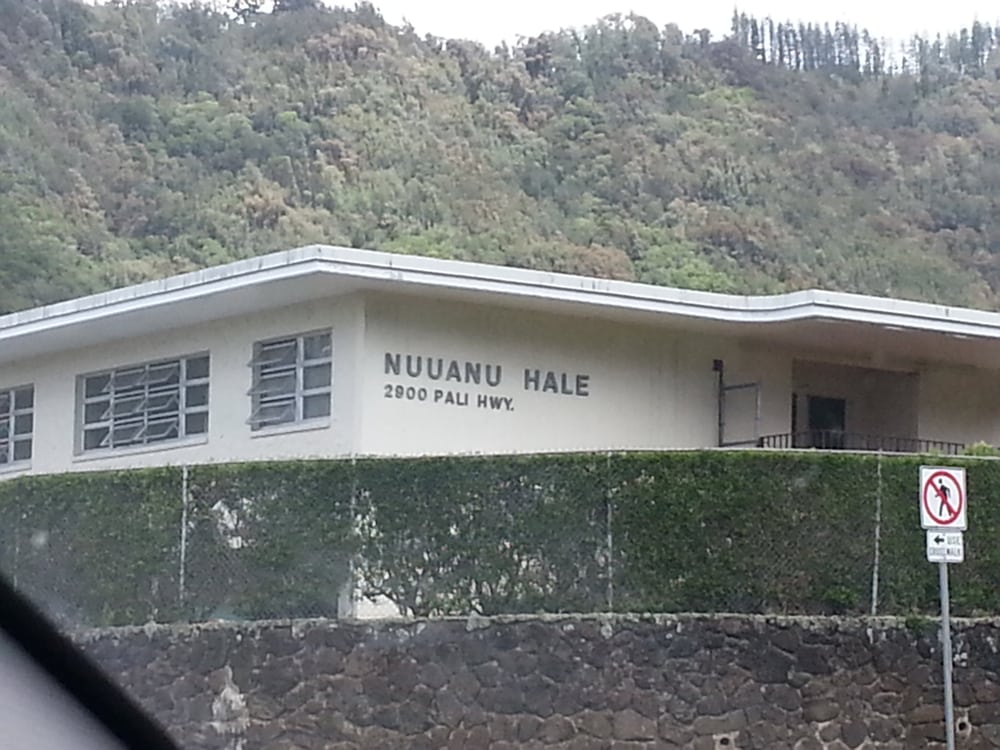 NUUANU HALE
2900 PALI HWY.
USE
CROSSWALK